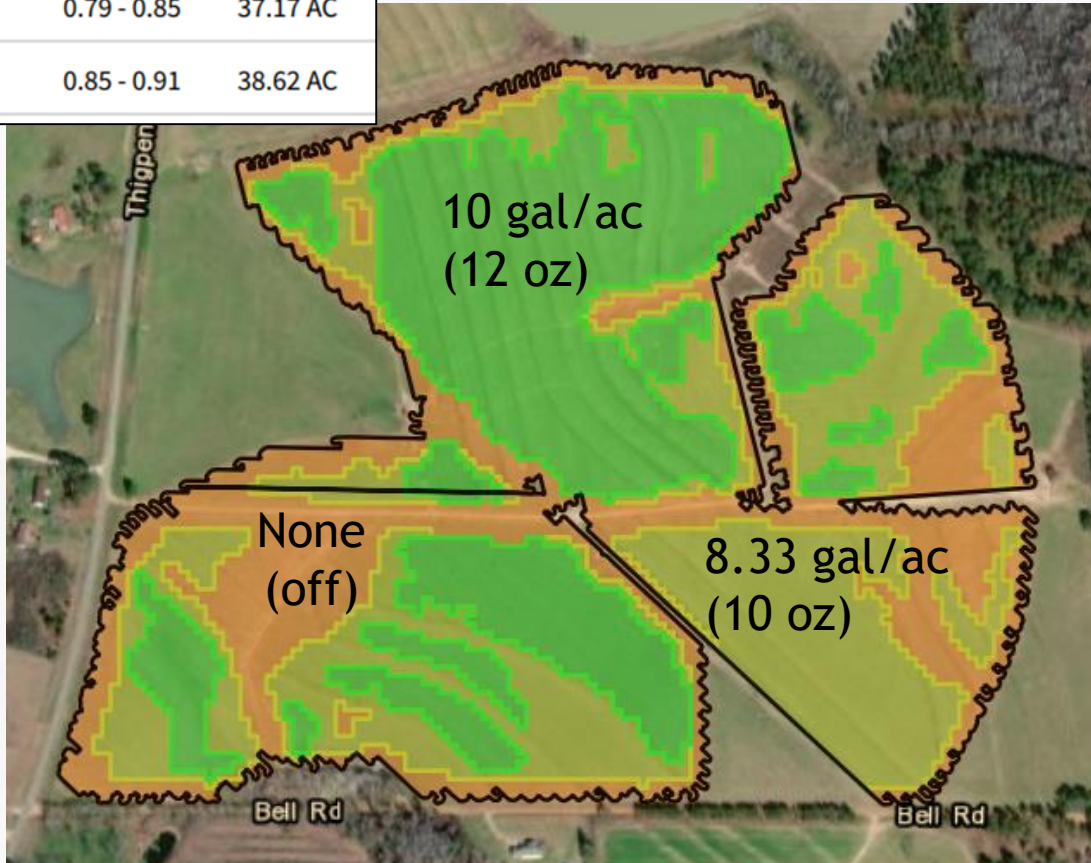 0.79 - 0.85 37.17 AC
0.85 - 0.91 38.62 AC
Thigpen
10 gal/ac
(12 oz)
None
(off)
8.33 gal/ac
(10 oz)
Bell Rd
Bell Rd